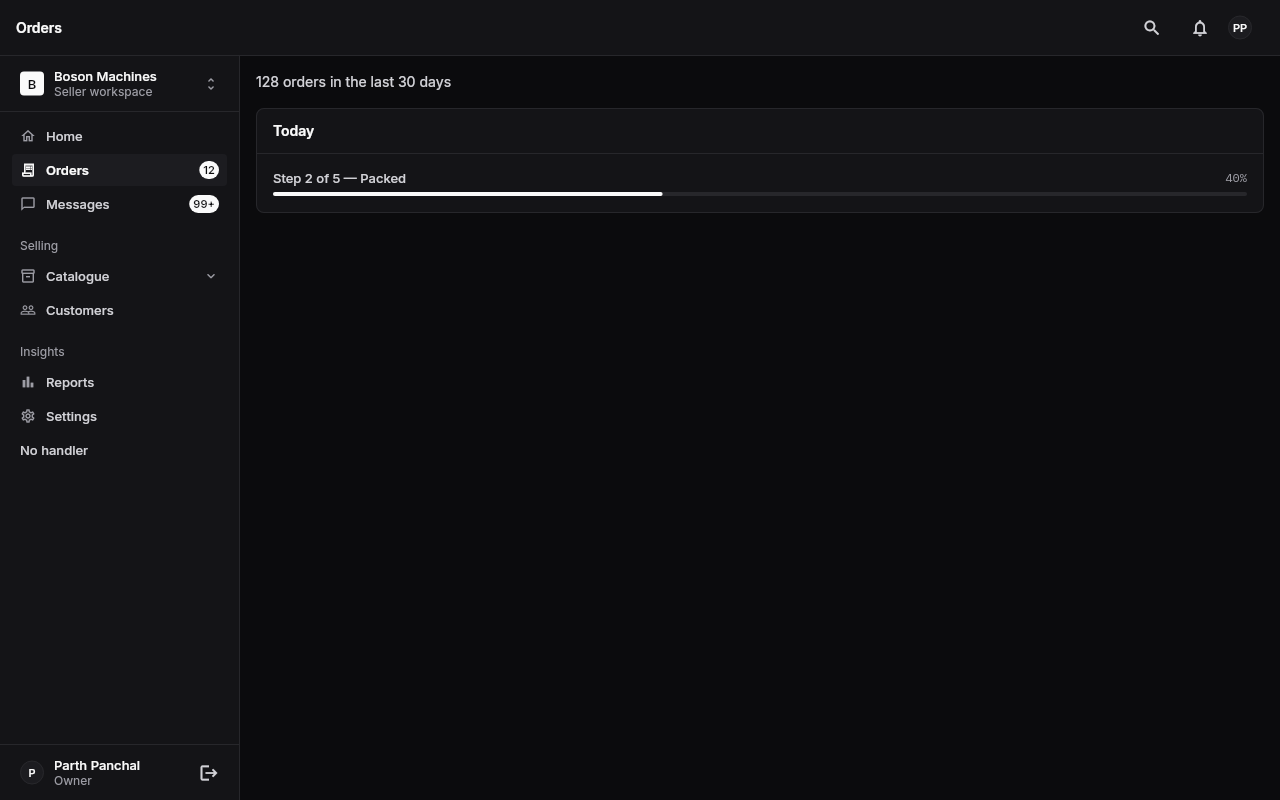 Orders
PP
B
Boson Machines
Seller workspace
Home
Orders
12
Messages
99+
Selling
Catalogue
Customers
Insights
Reports
Settings
No handler
P
Parth Panchal
Owner
128 orders in the last 30 days
Today
Step 2 of 5 — Packed
40%